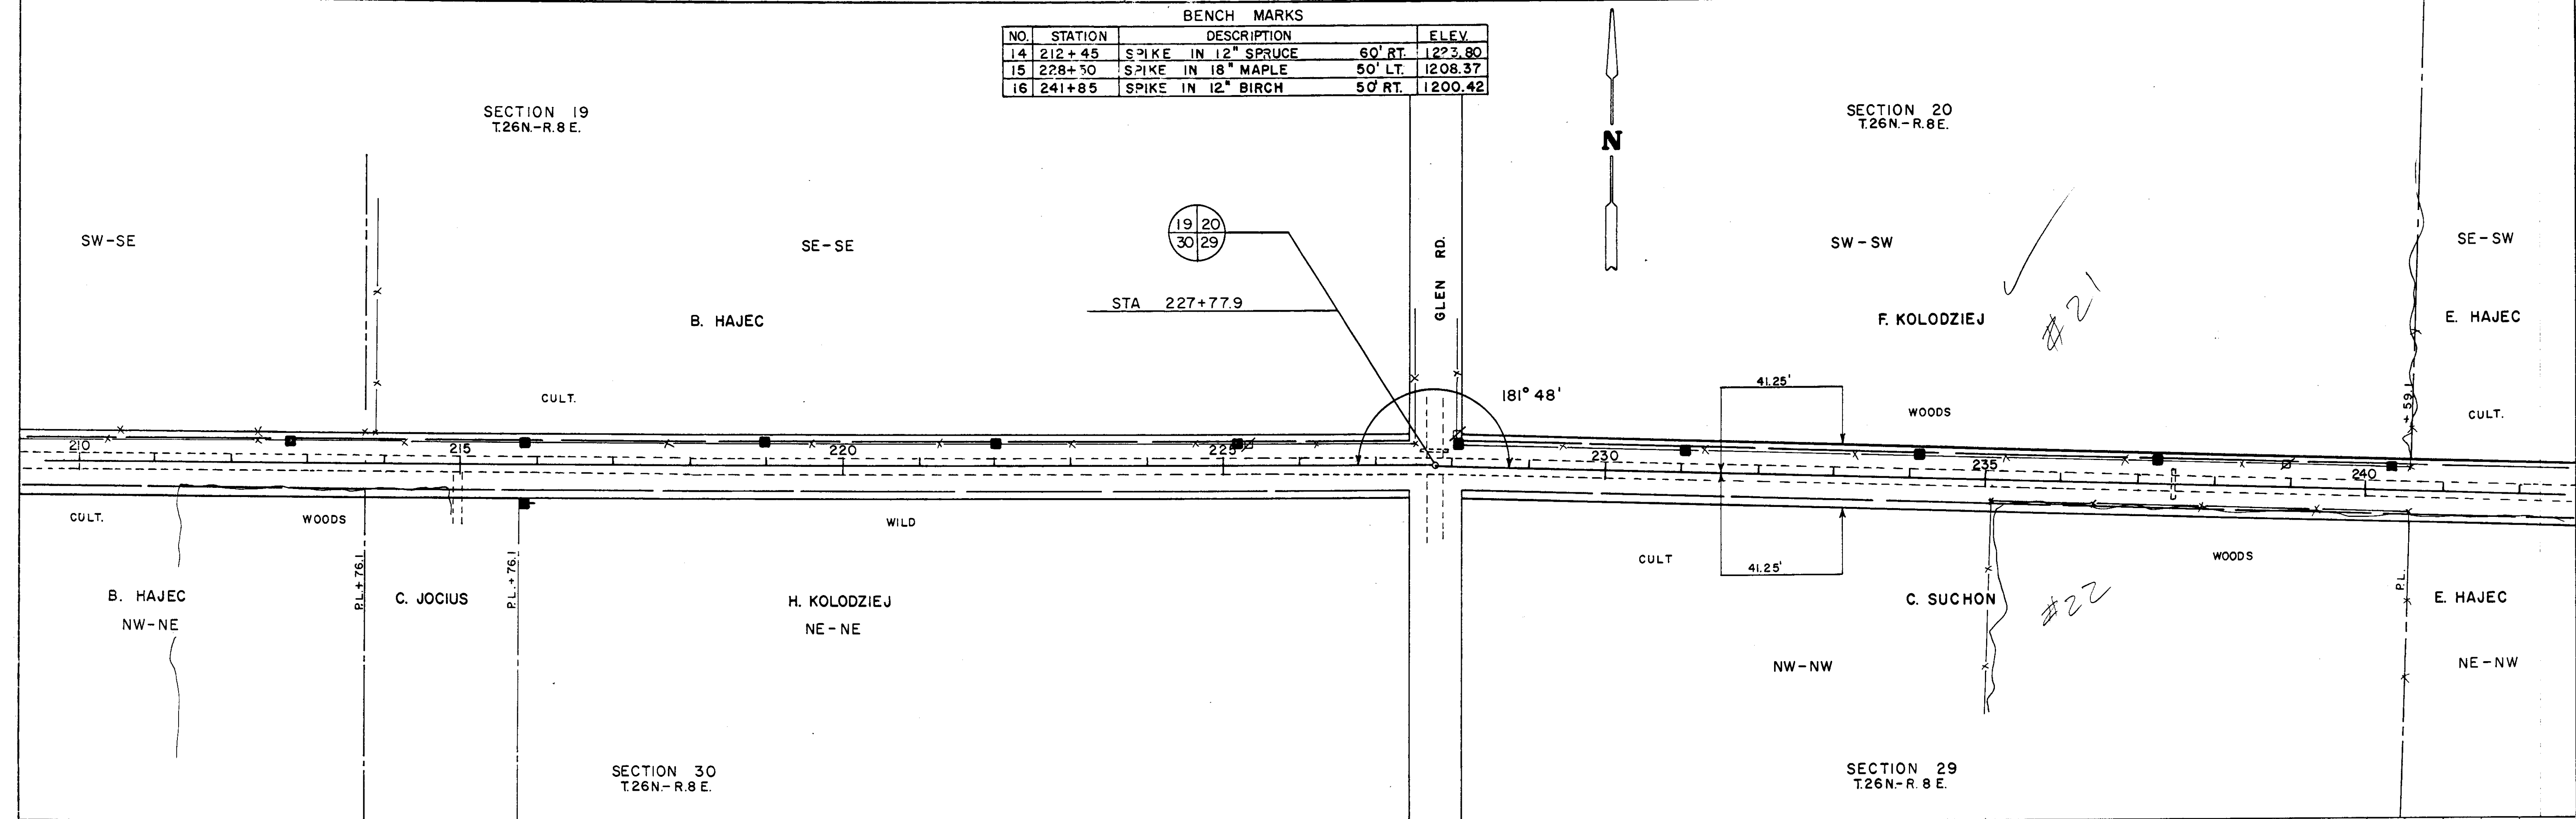 BENCH MARKS
NO. STATION DESCRIPTION ELEV.
14 212+45 SPIKE IN 12" SPRUCE 60' RT. 1223.80
15 228+50 SPIKE IN 18" MAPLE 50' LT. 1208.37
16 241+85 SPIKE IN 12" BIRCH 50' RT. 1200.42
SECTION 19
T.26N.-R.8E.
SECTION 20
T.26N.-R.8E.
N
SW-SE
SE-SE
19 20
30 29
STA 227+77.9
GLEN RD.
SW-SW
SE-SW
B. HAJEC
F. KOLODZIEJ
#21
E. HAJEC
CULT.
181° 48'
41.25'
WOODS
+59.1
CULT.
210
215
220
225
230
235
240
CULT.
WOODS
WILD
CULT
41.25'
WOODS
P.L.+76.1
P.L.+76.1
P.L.
B. HAJEC
NW-NE
C. JOCIUS
H. KOLODZIEJ
NE-NE
C. SUCHON
#22
E. HAJEC
NW-NW
NE-NW
SECTION 30
T.26N.-R.8E.
SECTION 29
T.26N.-R.8E.